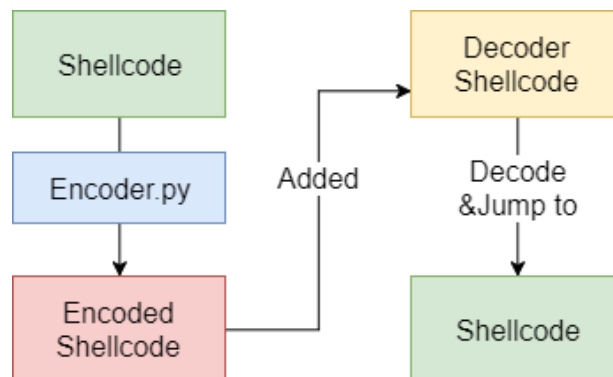 Shellcode
Encoder.py
Encoded
Shellcode
Added
Decoder
Shellcode
Decode
&Jump to
Shellcode